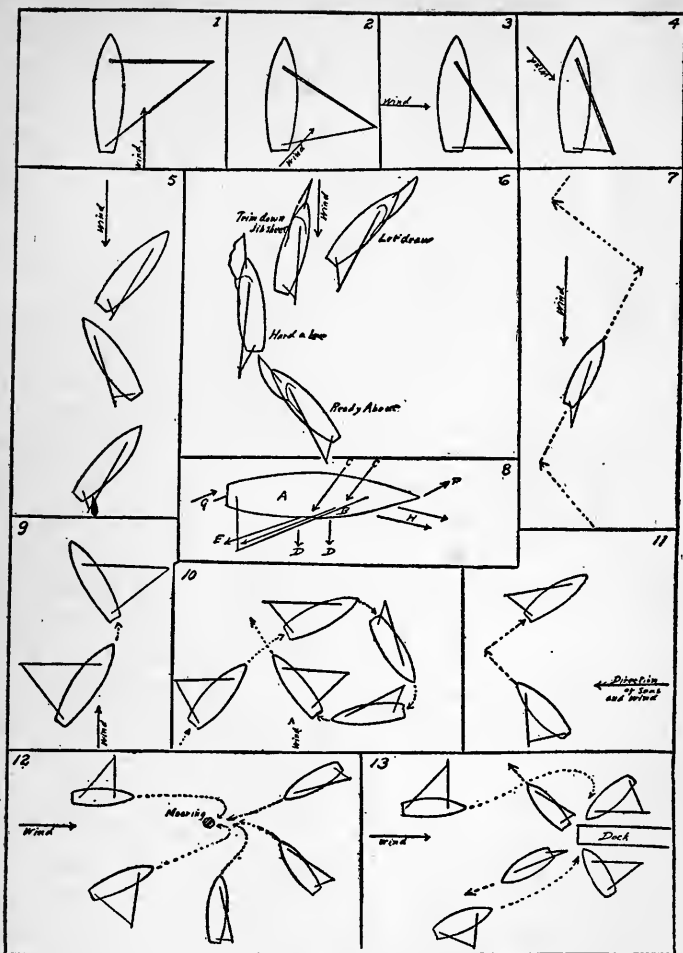 1
Wind
2
Wind
3
Wind
4
Wind
5
Wind
6
Trim down
Jib sheet
Wind
Let draw
Hard a lee
Ready About
7
Wind
8
A
B
C
C
P
G
E
D
D
H
9
Wind
10
Wind
11
Direction
of seas
and wind
12
Wind
Mooring
13
Wind
Dock